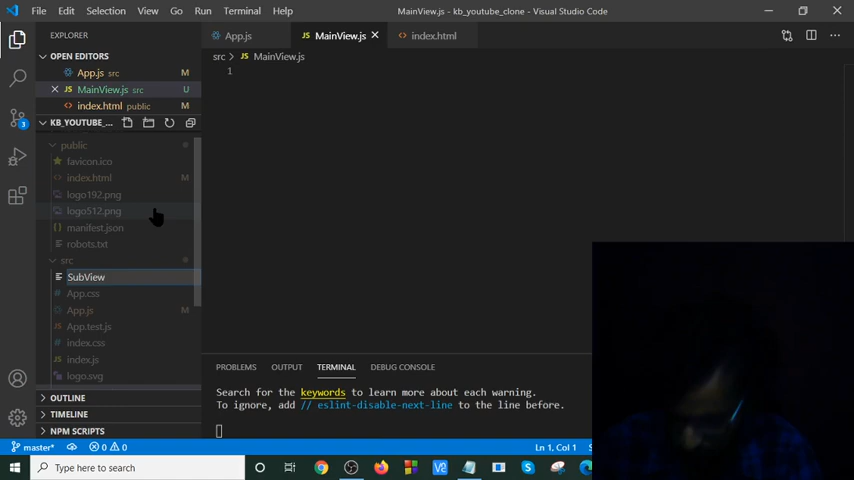 File Edit Selection View Go Run Terminal Help MainView.js - kb_youtube_clone - Visual Studio Code
EXPLORER
App.js MainView.js index.html
OPEN EDITORS
src > MainView.js
App.js src M
1
MainView.js src U
index.html public M
KB_YOUTUBE_...
public
favicon.ico
index.html M
logo192.png
logo512.png
manifest.json
robots.txt
src
SubView
App.css
App.js M
App.test.js
index.css
index.js
logo.svg
PROBLEMS OUTPUT TERMINAL DEBUG CONSOLE
Search for the keywords to learn more about each warning.
To ignore, add // eslint-disable-next-line to the line before.
OUTLINE
TIMELINE
NPM SCRIPTS
3
master* 0 0 Ln 1, Col 1
Type here to search